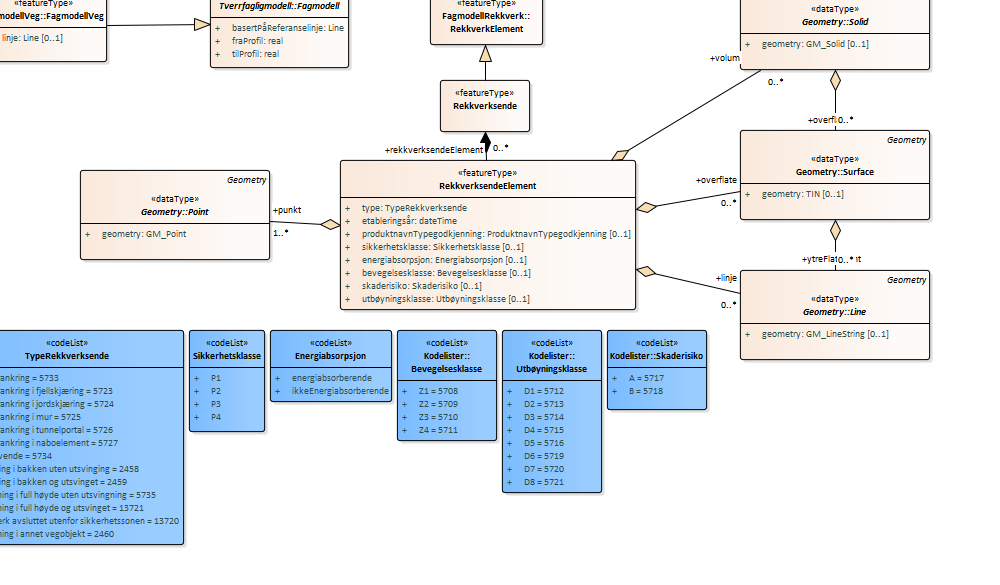 «featureType»
modellVeg::FagmodellVeg
linje: Line [0..1]
Tverrfagligmodell::Fagmodell
+ basertPåReferanselinje: Line
+ fraProfil: real
+ tilProfil: real
«featureType»
FagmodellRekkverk::
RekkverkElement
«dataType»
Geometry::Solid
+ geometry: GM_Solid [0..1]
+volum
0..*
«featureType»
Rekkverksende
+overfl 0..*
+rekkverksendeElement 0..*
Geometry
«dataType»
Geometry::Surface
+ geometry: TIN [0..1]
+overflate
0..*
«featureType»
RekkverksendeElement
+ type: TypeRekkverksende
+ etableringsår: dateTime
+ produktnavnTypegodkjenning: ProduktnavnTypegodkjenning [0..1]
+ sikkerhetsklasse: Sikkerhetsklasse [0..1]
+ energiabsorpsjon: Energiabsorpsjon [0..1]
+ bevegelsesklasse: Bevegelsesklasse [0..1]
+ skaderisiko: Skaderisiko [0..1]
+ utbøyningsklasse: Utbøyningsklasse [0..1]
Geometry
«dataType»
Geometry::Point
+ geometry: GM_Point
+punkt
1..*
0..*
+linje
0..*
Geometry
«dataType»
Geometry::Line
+ geometry: GM_LineString [0..1]
«codeList»
TypeRekkverksende
ankring = 5733
ankring i fjellskjæring = 5723
ankring i jordskjæring = 5724
ankring i mur = 5725
ankring i tunnelportal = 5726
ankring i naboelement = 5727
vende = 5734
ing i bakken uten utsvinging = 2458
ing i bakken og utsvinget = 2459
ning i full høyde uten utsvingning = 5735
ning i full høyde og utsvinget = 13721
erk avsluttet utenfor sikkerhetssonen = 13720
ning i annet vegobjekt = 2460
«codeList»
Sikkerhetsklasse
+ P1
+ P2
+ P3
+ P4
«codeList»
Energiabsorpsjon
+ energiabsorberende
+ ikkeEnergiabsorberende
«codeList»
Kodelister::
Bevegelsesklasse
+ Z1 = 5708
+ Z2 = 5709
+ Z3 = 5710
+ Z4 = 5711
«codeList»
Kodelister::
Utbøyningsklasse
+ D1 = 5712
+ D2 = 5713
+ D3 = 5714
+ D4 = 5715
+ D5 = 5716
+ D6 = 5719
+ D7 = 5720
+ D8 = 5721
«codeList»
Kodelister::Skaderisiko
+ A = 5717
+ B = 5718